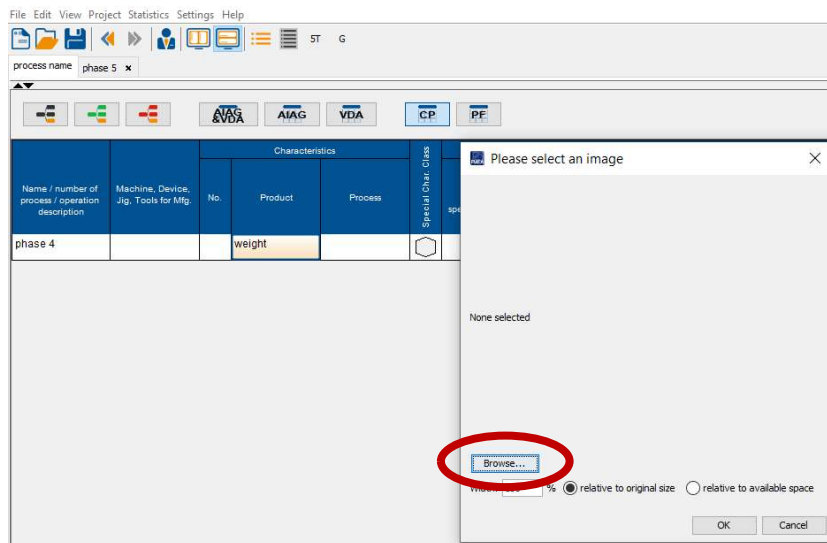 File Edit View Project Statistics Settings Help
5T G
process name phase 5 x
AIAG &VDA AIAG VDA CP PF
Characteristics
Name / number of process / operation description
Machine, Device, Jig, Tools for Mfg.
No.
Product
Process
Special Char. Class
phase 4
weight
Please select an image
None selected
Browse...
% relative to original size relative to available space
OK Cancel